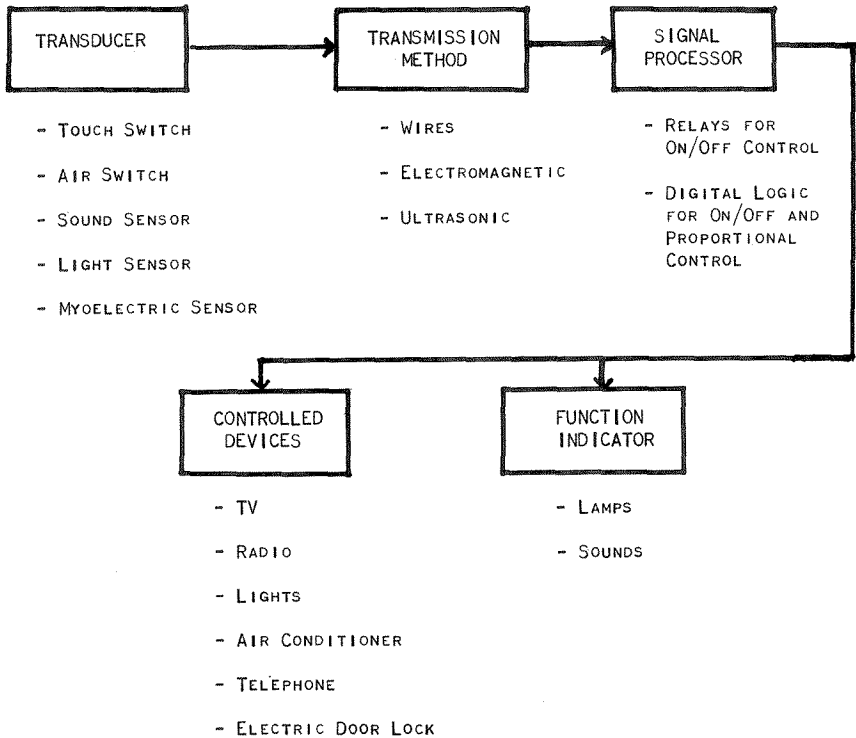 TRANSDUCER
TRANSMISSION
METHOD
SIGNAL
PROCESSOR
- TOUCH SWITCH
- AIR SWITCH
- SOUND SENSOR
- LIGHT SENSOR
- MYOELECTRIC SENSOR
- WIRES
- ELECTROMAGNETIC
- ULTRASONIC
- RELAYS FOR
ON/OFF CONTROL
- DIGITAL LOGIC
FOR ON/OFF AND
PROPORTIONAL
CONTROL
CONTROLLED
DEVICES
FUNCTION
INDICATOR
- TV
- RADIO
- LIGHTS
- AIR CONDITIONER
- TELEPHONE
- ELECTRIC DOOR LOCK
- LAMPS
- SOUNDS